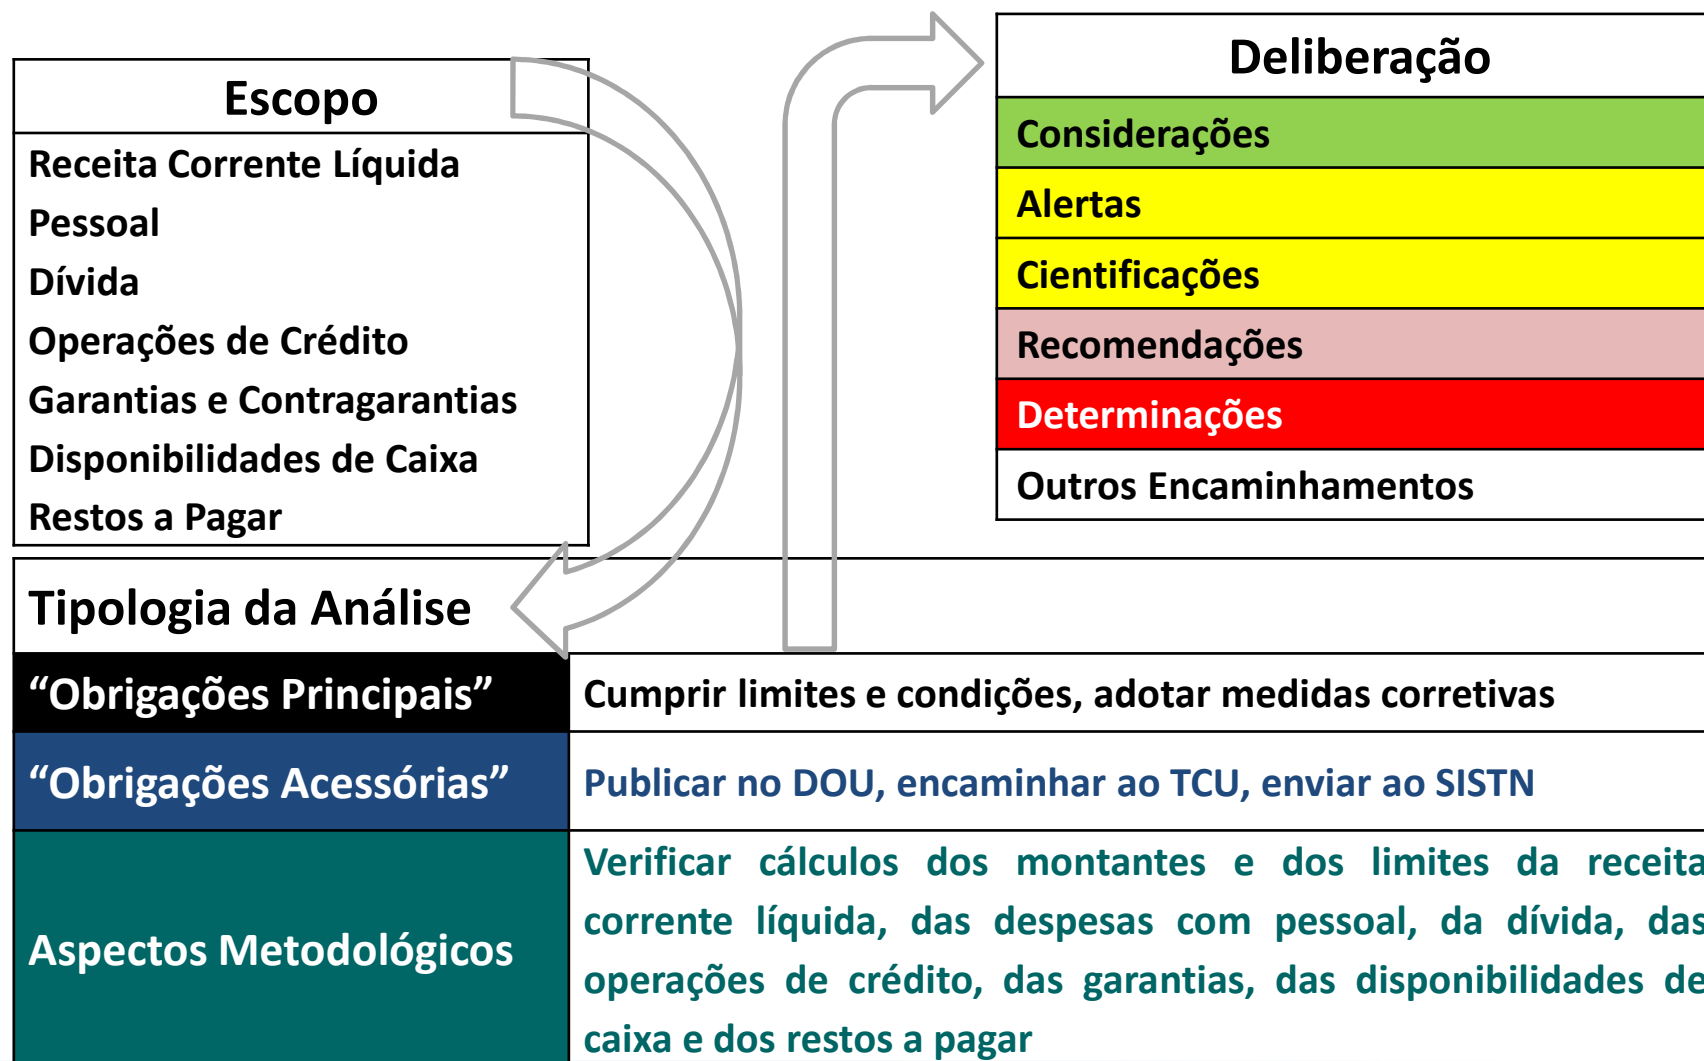 Escopo
Receita Corrente Líquida
Pessoal
Dívida
Operações de Crédito
Garantias e Contragarantias
Disponibilidades de Caixa
Restos a Pagar
Deliberação
Considerações
Alertas
Cientificações
Recomendações
Determinações
Outros Encaminhamentos
Tipologia da Análise
“Obrigações Principais”
Cumprir limites e condições, adotar medidas corretivas
“Obrigações Acessórias”
Publicar no DOU, encaminhar ao TCU, enviar ao SISTN
Aspectos Metodológicos
Verificar cálculos dos montantes e dos limites da receita
corrente líquida, das despesas com pessoal, da dívida, das
operações de crédito, das garantias, das disponibilidades de
caixa e dos restos a pagar